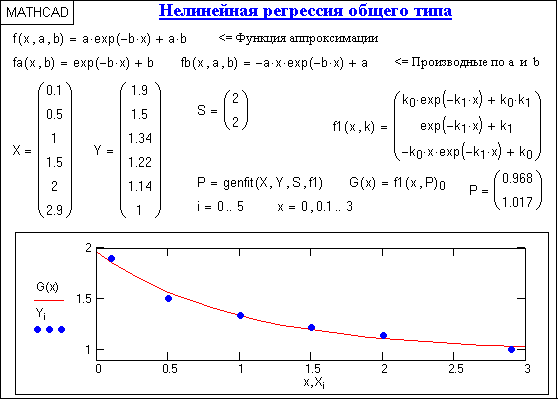 MATHCAD
Нелинейная регрессия общего типа
f(x,a,b) = a·exp(-b·x) + a·b <= Функция аппроксимации
fa(x,b) = exp(-b·x) + b fb(x,a,b) = -a·x·exp(-b·x) + a <= Производные по a и b
X =
0.1
0.5
1
1.5
2
2.9
Y =
1.9
1.5
1.34
1.22
1.14
1
S =
2
2
f1(x,k) =
k0·exp(-k1·x) + k0·k1
exp(-k1·x) + k1
-k0·x·exp(-k1·x) + k0
P = genfit(X,Y,S,f1) G(x) = f1(x,P)0
P =
0.968
1.017
i = 0 .. 5 x = 0,0.1 .. 3
G(x)
Yi
2
1.5
1
0 0.5 1 1.5 2 2.5 3
x,Xi